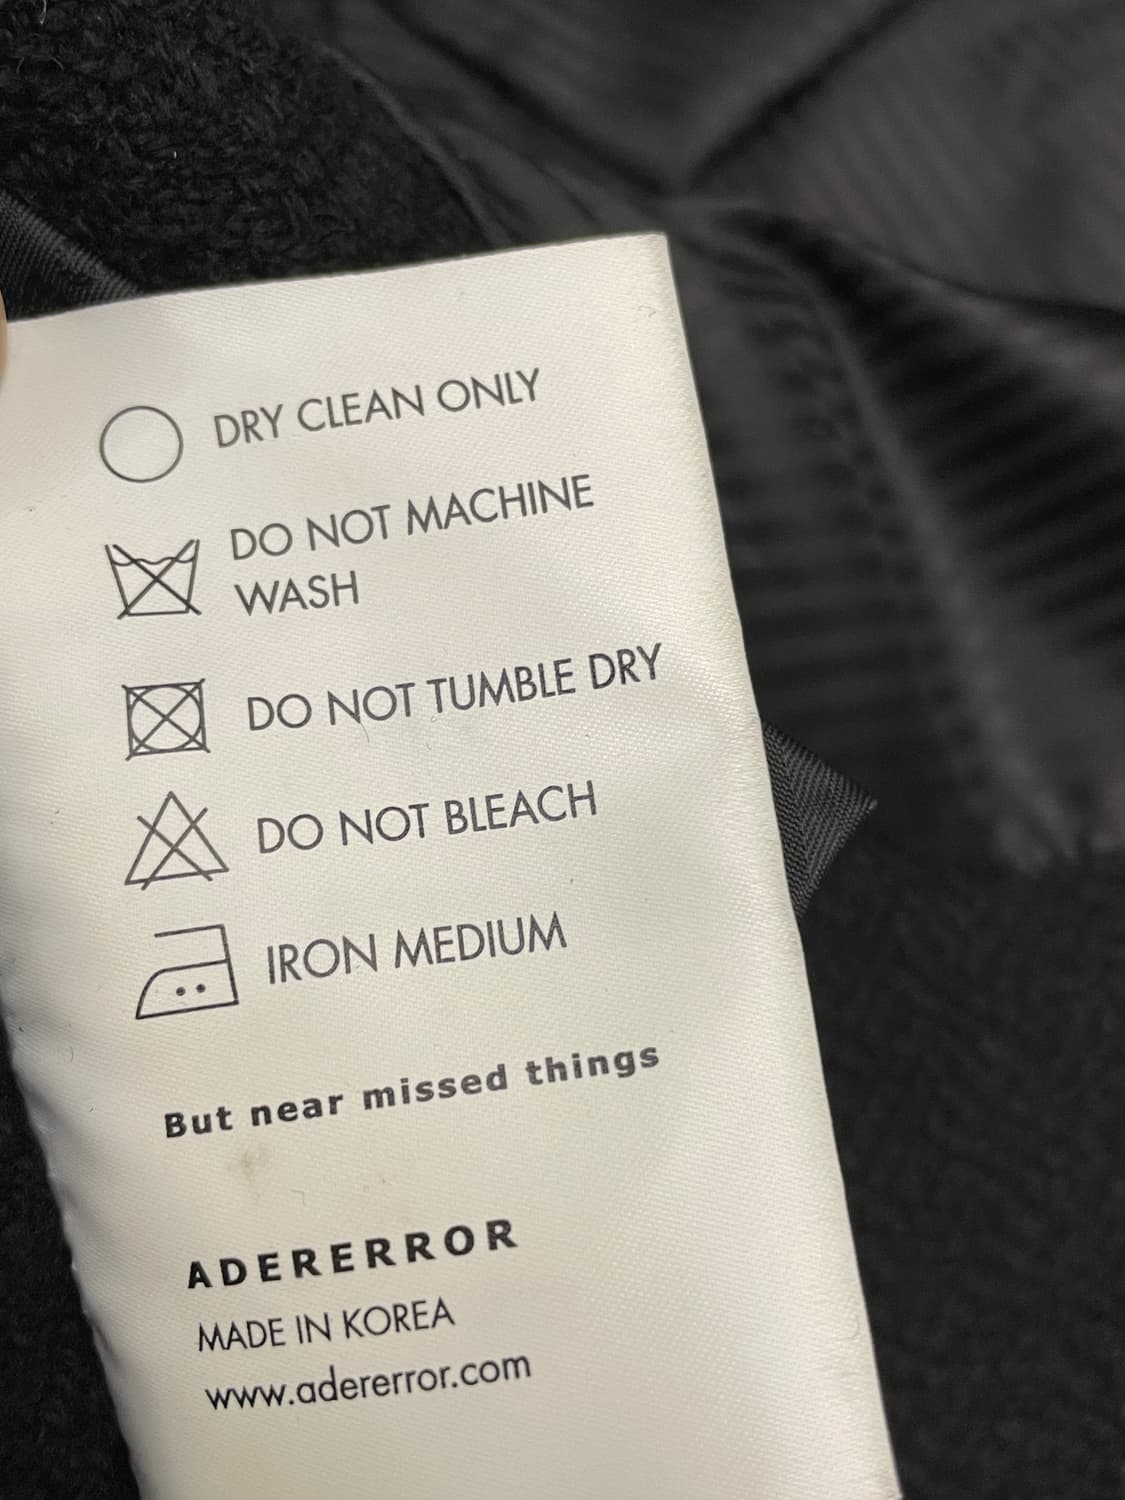 DRY CLEAN ONLY
DO NOT MACHINE
WASH
DO NOT TUMBLE DRY
DO NOT BLEACH
IRON MEDIUM
But near missed things
ADERERROR
MADE IN KOREA
www.adererror.com